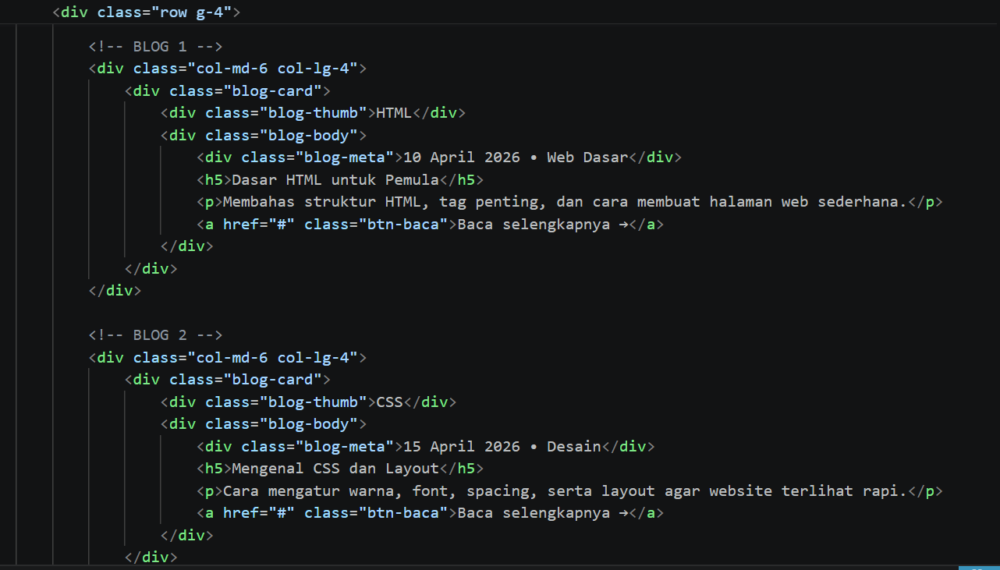 <div class="row g-4">
<!-- BLOG 1 -->
<div class="col-md-6 col-lg-4">
<div class="blog-card">
<div class="blog-thumb">HTML</div>
<div class="blog-body">
<div class="blog-meta">10 April 2026 • Web Dasar</div>
<h5>Dasar HTML untuk Pemula</h5>
<p>Membahas struktur HTML, tag penting, dan cara membuat halaman web sederhana.</p>
<a href="#" class="btn-baca">Baca selengkapnya →</a>
</div>
</div>
</div>
<!-- BLOG 2 -->
<div class="col-md-6 col-lg-4">
<div class="blog-card">
<div class="blog-thumb">CSS</div>
<div class="blog-body">
<div class="blog-meta">15 April 2026 • Desain</div>
<h5>Mengenal CSS dan Layout</h5>
<p>Cara mengatur warna, font, spacing, serta layout agar website terlihat rapi.</p>
<a href="#" class="btn-baca">Baca selengkapnya →</a>
</div>
</div>